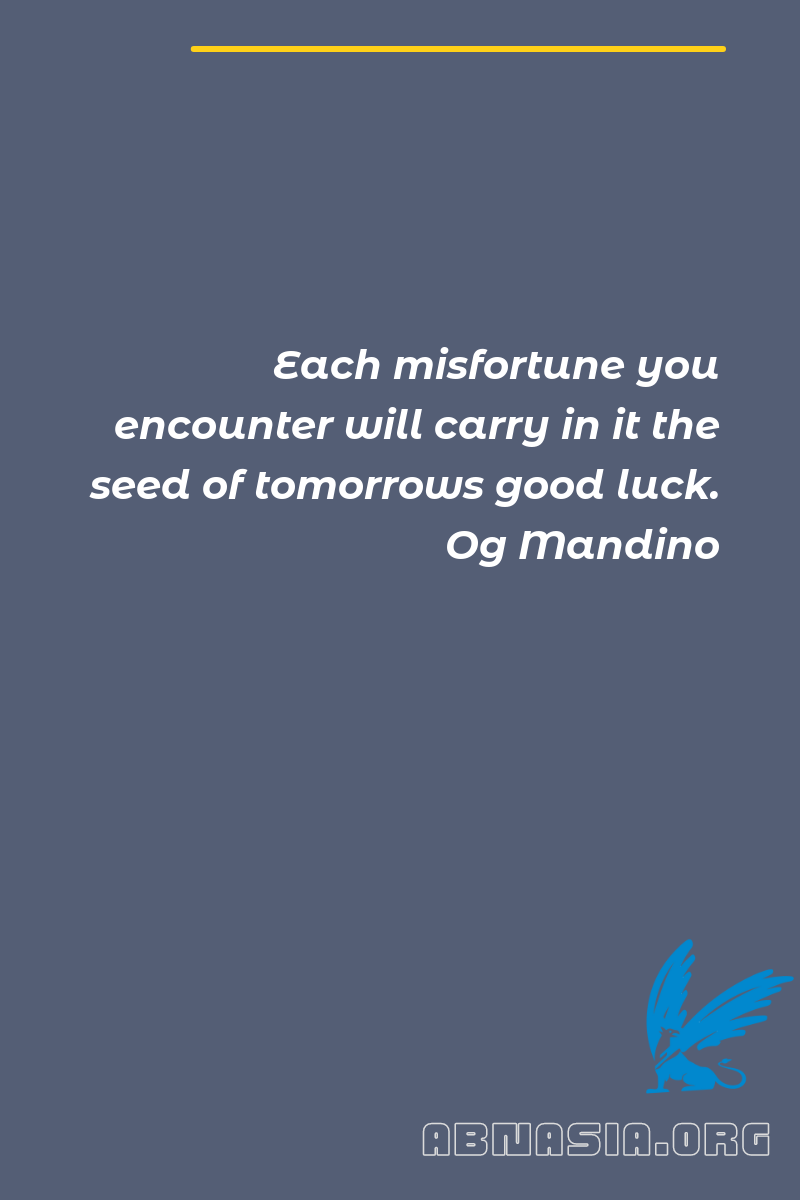 Each misfortune you
encounter will carry in it the
seed of tomorrows good luck.
Og Mandino
ABNASIA.ORG